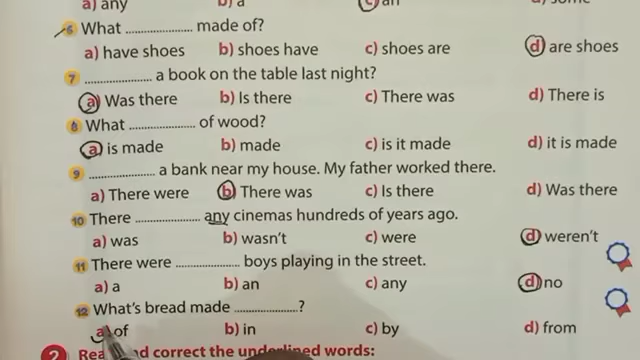 a) any b) a c) an d) some
6 What .................... made of?
a) have shoes b) shoes have c) shoes are d) are shoes
7 .................... a book on the table last night?
a) Was there b) Is there c) There was d) There is
8 What .................... of wood?
a) is made b) made c) is it made d) it is made
9 .................... a bank near my house. My father worked there.
a) There were b) There was c) Is there d) Was there
10 There .................... any cinemas hundreds of years ago.
a) was b) wasn't c) were d) weren't
11 There were .................... boys playing in the street.
a) a b) an c) any d) no
12 What's bread made ....................?
a) of b) in c) by d) from
2 correct the underlined words: